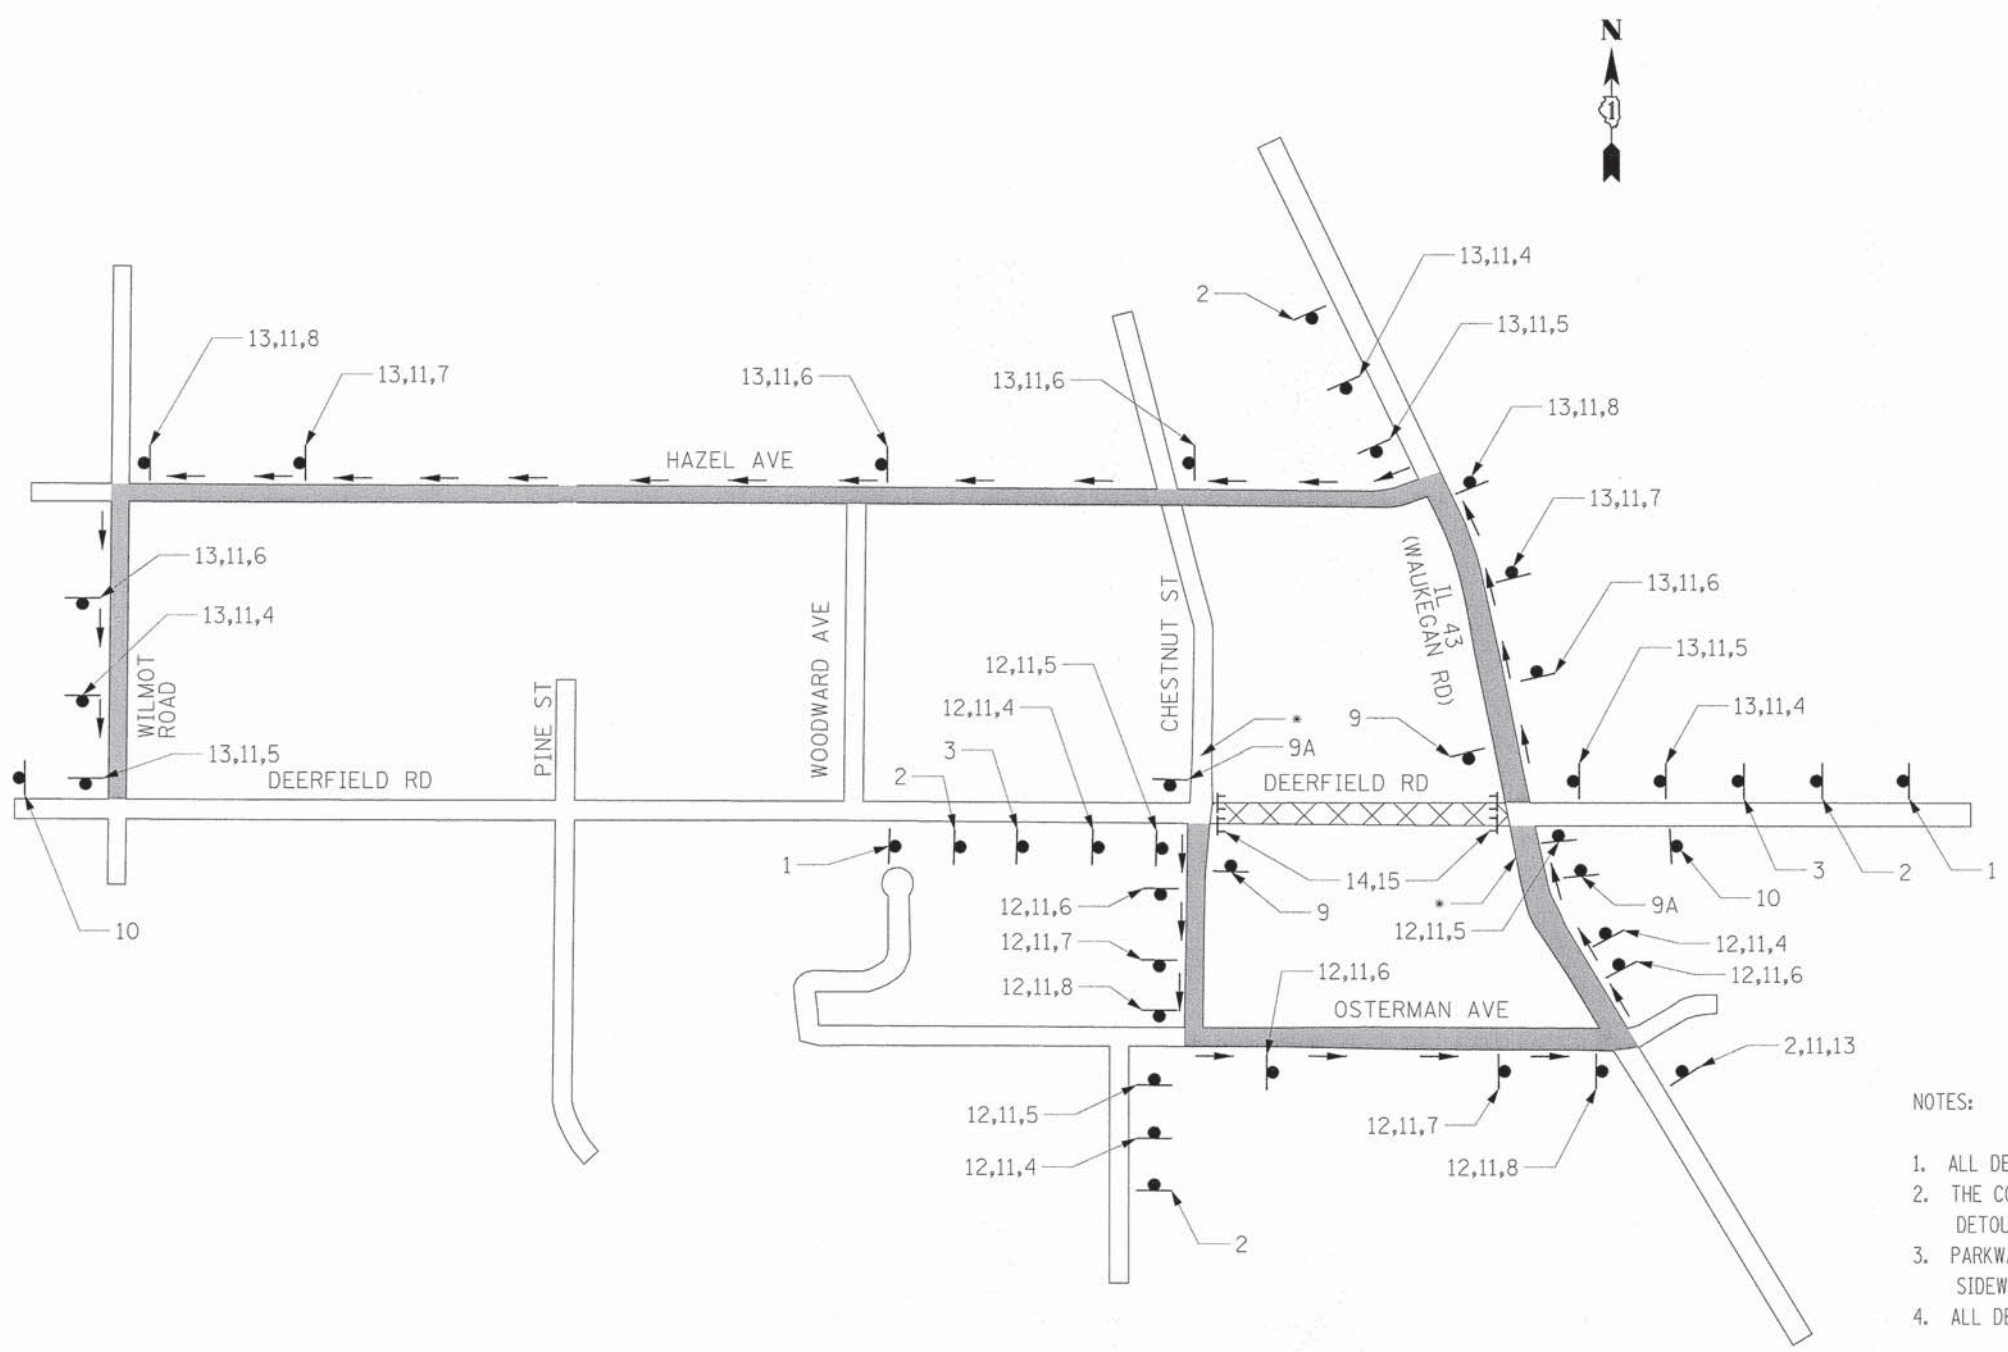 N
1
13,11,4
2
13,11,5
13,11,8
13,11,7
13,11,6
13,11,6
13,11,8
HAZEL AVE
13,11,7
13,11,6
13,11,4
WILMOT
ROAD
13,11,5
10
DEERFIELD RD
PINE ST
WOODWARD AVE
CHESTNUT ST
IL 43
(WAUKEGAN RD)
13,11,6
13,11,5
13,11,4
12,11,5
12,11,4
3
2
1
*
9A
9
DEERFIELD RD
14,15
9
*
12,11,5
3
2
1
10
9A
12,11,4
12,11,6
12,11,6
12,11,7
12,11,8
12,11,6
OSTERMAN AVE
2,11,13
12,11,5
12,11,4
2
12,11,7
12,11,8
NOTES:
1. ALL DE
2. THE CO
DETOU
3. PARKWA
SIDEW
4. ALL DE